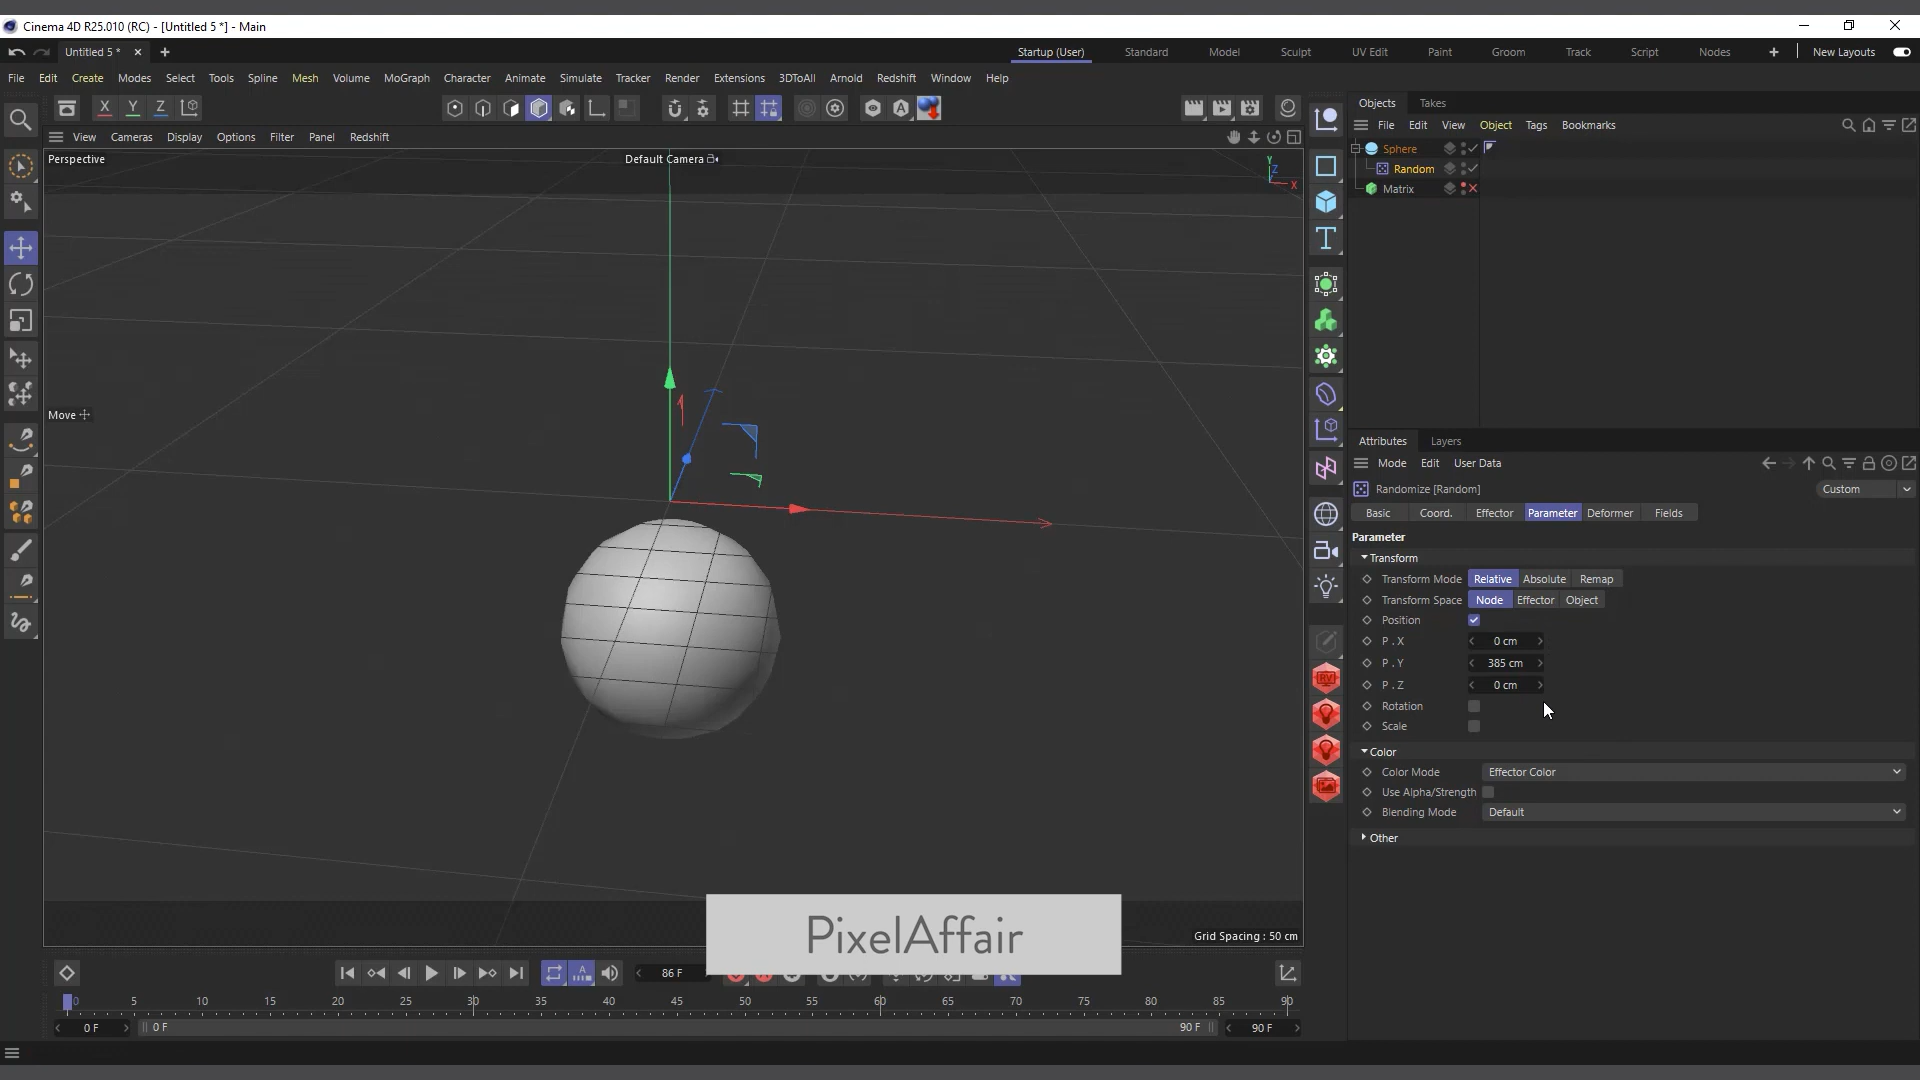 Cinema 4D R25.010 (RC) - [Untitled 5 *] - Main
Untitled 5 *
Startup (User) Standard Model Sculpt UV Edit Paint Groom Track Script Nodes New Layouts
File Edit Create Modes Select Tools Spline Mesh Volume MoGraph Character Animate Simulate Tracker Render Extensions 3DToAll Arnold Redshift Window Help
X Y Z
View Cameras Display Options Filter Panel Redshift
Perspective
Default Camera
Y
Z
X
Move
Grid Spacing : 50 cm
PixelAffair
Objects Takes
File Edit View Object Tags Bookmarks
Sphere
Random
Matrix
Attributes Layers
Mode Edit User Data
Randomize [Random]
Custom
Basic Coord. Effector Parameter Deformer Fields
Parameter
Transform
Transform Mode Relative Absolute Remap
Transform Space Node Effector Object
Position
P . X 0 cm
P . Y 385 cm
P . Z 0 cm
Rotation
Scale
Color
Color Mode Effector Color
Use Alpha/Strength
Blending Mode Default
Other
RV
A
86 F
0 5 10 15 20 25 30 35 40 45 50 55 60 65 70 75 80 85 90
0 F 0 F 90 F 90 F